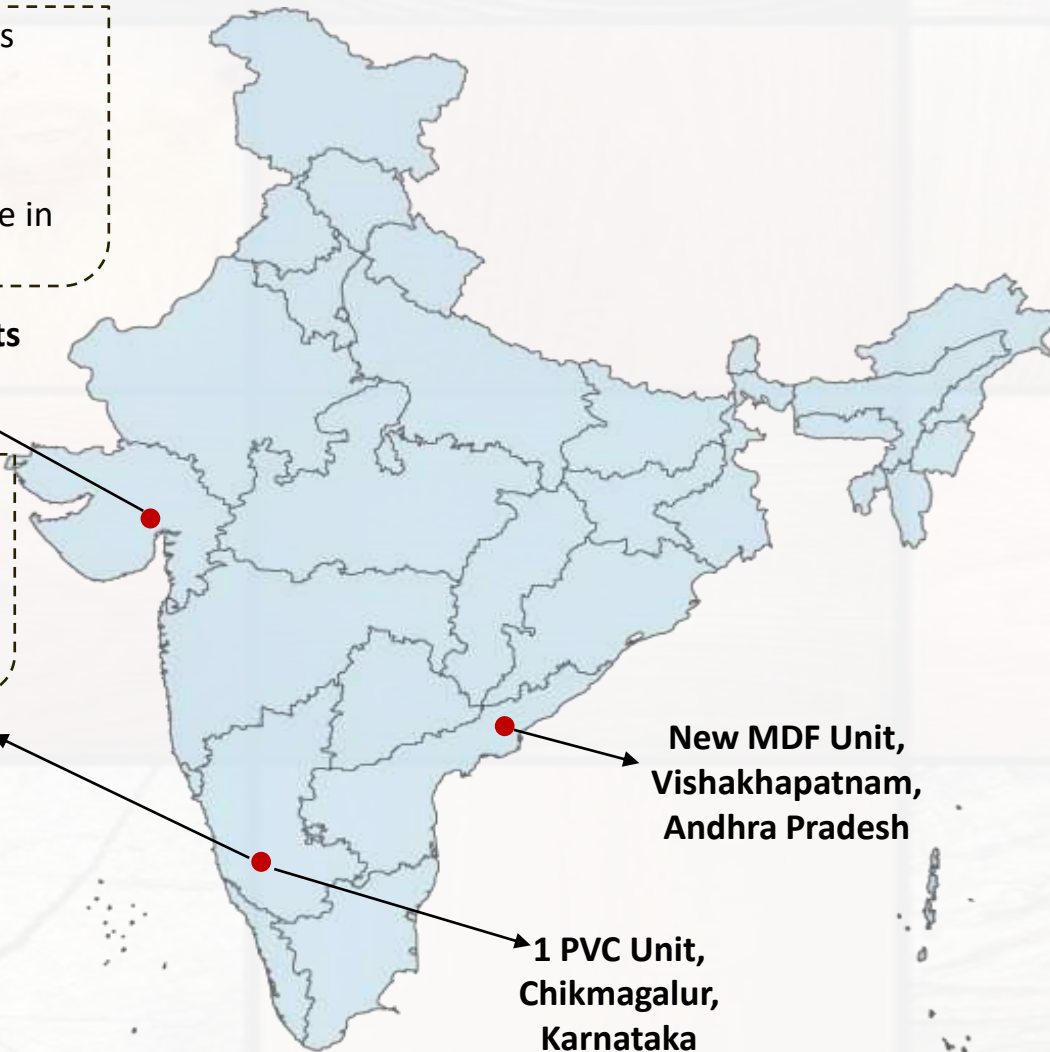 s
e in
ts
New MDF Unit,
Vishakhapatnam,
Andhra Pradesh
1 PVC Unit,
Chikmagalur,
Karnataka